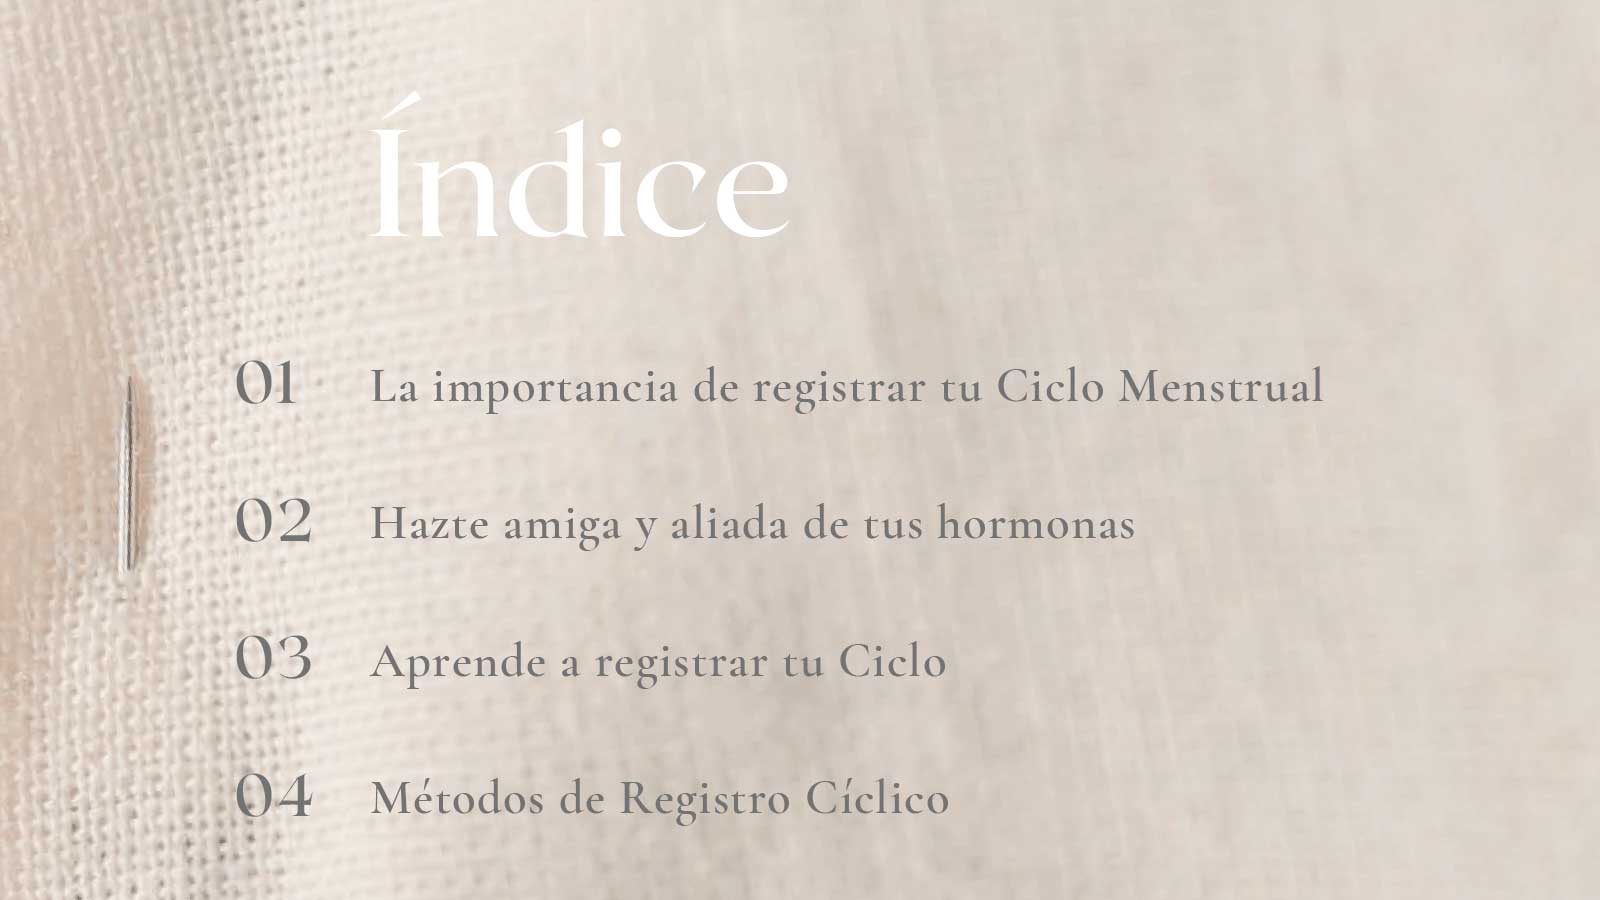 Índice
01 La importancia de registrar tu Ciclo Menstrual
02 Hazte amiga y aliada de tus hormonas
03 Aprende a registrar tu Ciclo
04 Métodos de Registro Cíclico